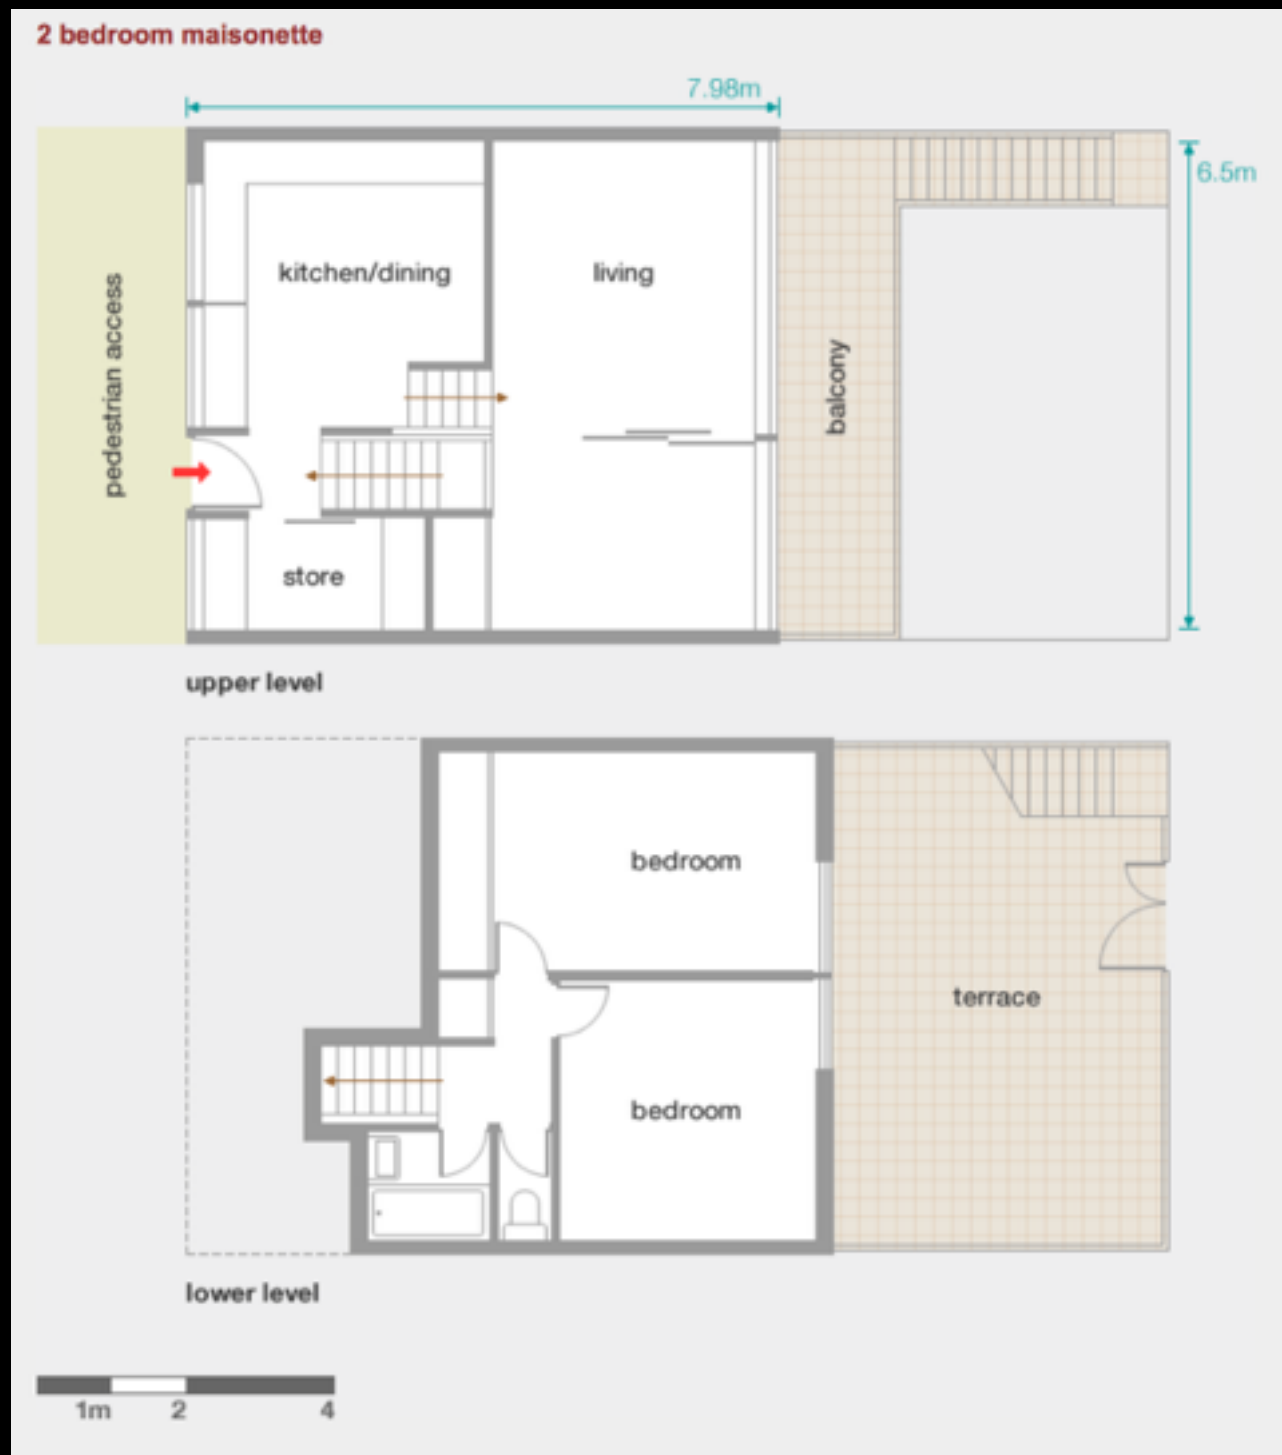 2 bedroom maisonette
7.98m
6.5m
pedestrian access
kitchen/dining
living
balcony
store
upper level
bedroom
terrace
bedroom
lower level
1m 2 4